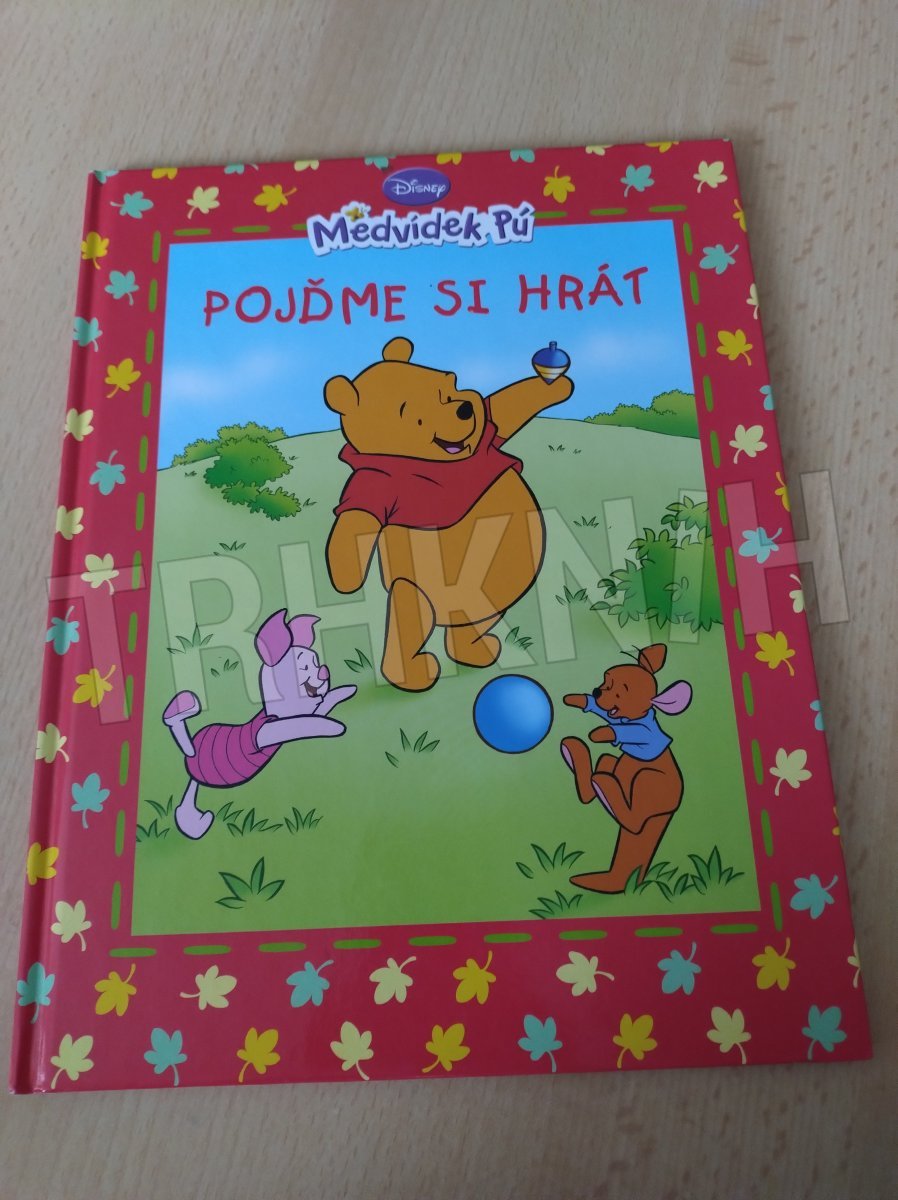 Disney
Medvídek Pú
POJĎME SI HRÁT
TRHKNIH